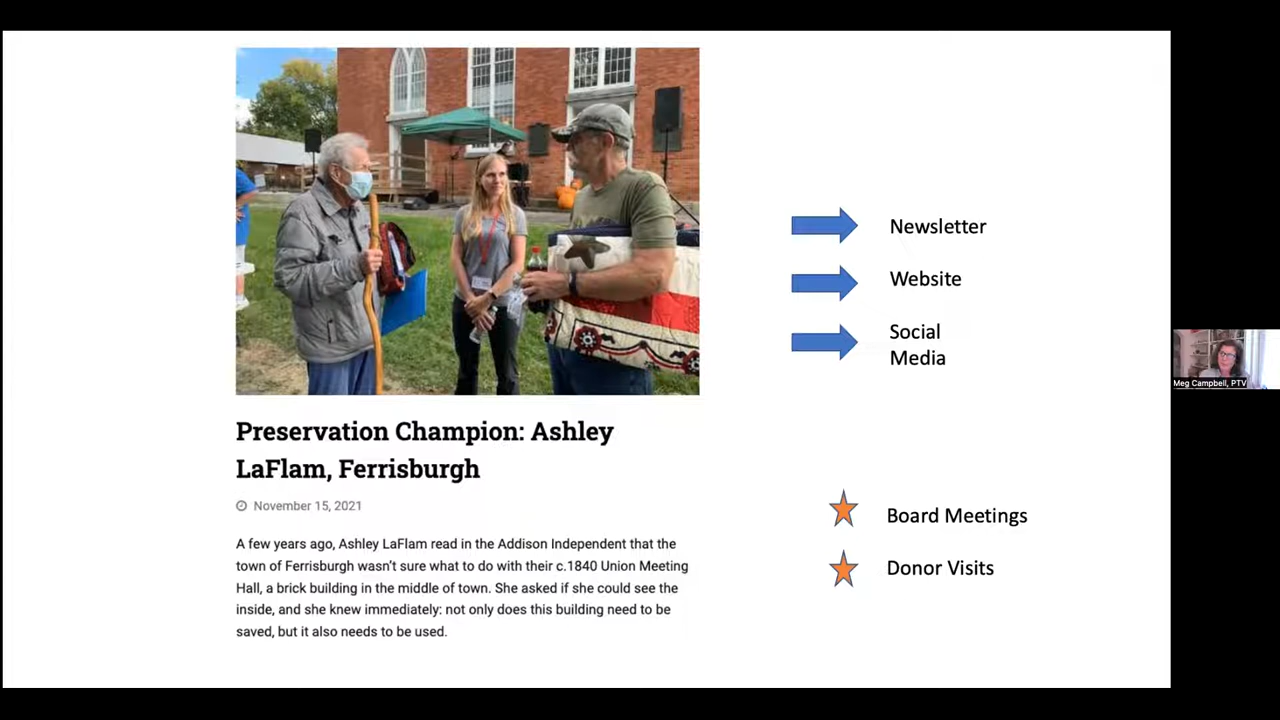 Preservation Champion: Ashley
LaFlam, Ferrisburgh
November 15, 2021
A few years ago, Ashley LaFlam read in the Addison Independent that the
town of Ferrisburgh wasn't sure what to do with their c.1840 Union Meeting
Hall, a brick building in the middle of town. She asked if she could see the
inside, and she knew immediately: not only does this building need to be
saved, but it also needs to be used.
Newsletter
Website
Social
Media
Board Meetings
Donor Visits
Meg Campbell, PTV